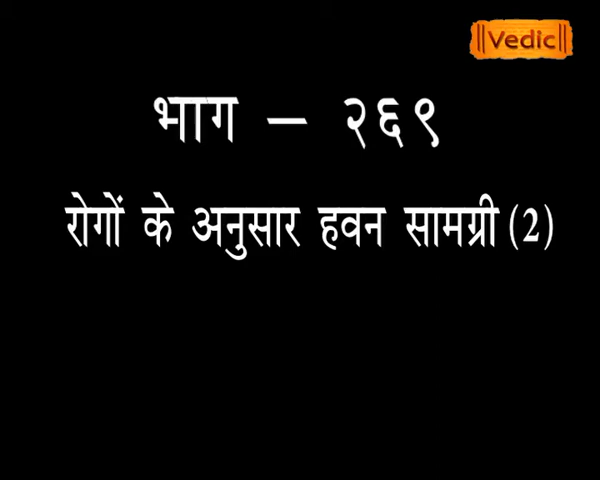 ||Vedic||
भाग – २६९
रोगों के अनुसार हवन सामग्री (2)